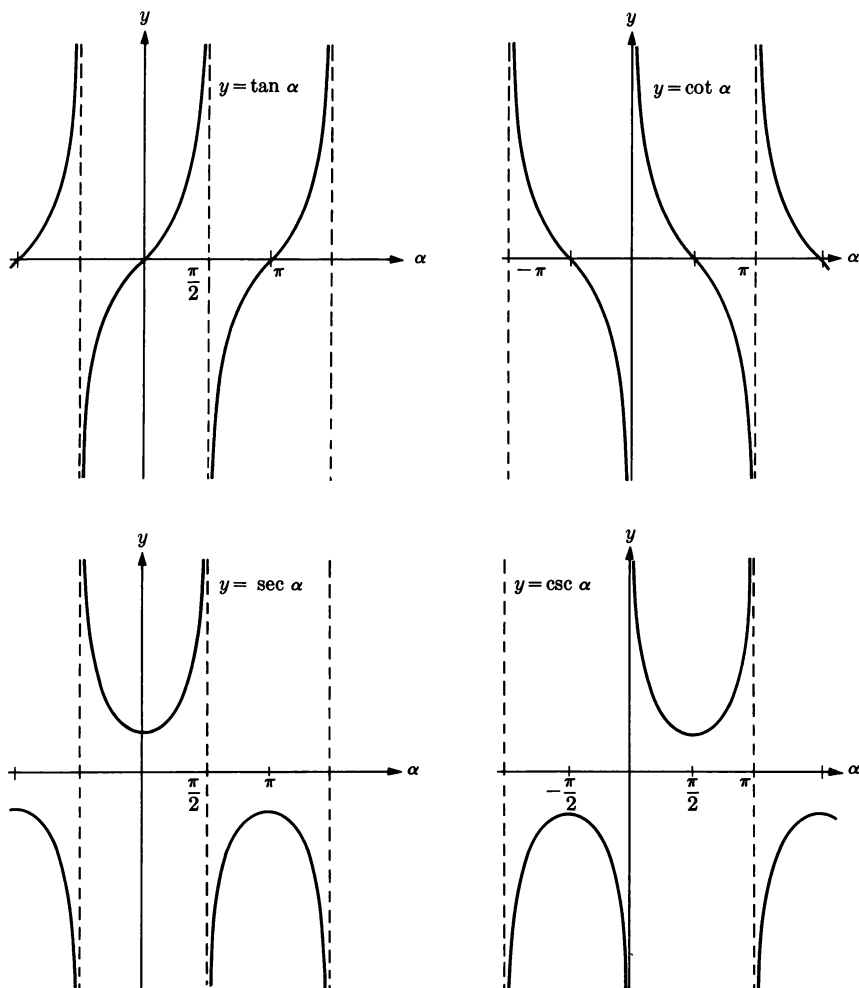 y
y = tan α
π/2
π
α
y
y = cot α
−π
π
α
y
y = sec α
π/2
π
α
y
y = csc α
−π/2
π/2
π
α